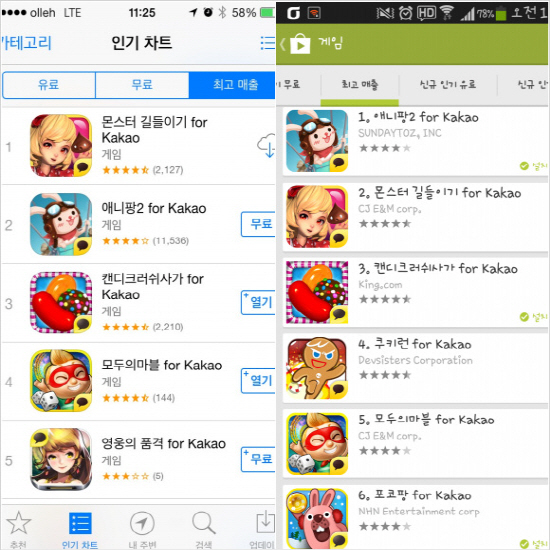 olleh LTE 11:25 58%
카테고리 인기 차트
유료 무료 최고 매출
1
몬스터 길들이기 for
Kakao
게임
(2,127)
2
애니팡2 for Kakao
게임
(11,536)
무료
3
캔디크러쉬사가 for
Kakao
게임
(2,210)
+열기
4
모두의마블 for Kakao
게임
(144)
+열기
5
영웅의 품격 for Kakao
게임
(5)
+무료
추천 인기 차트 내 주변 검색 업데이
G HD 78% 오전 1
게임
무료 최고 매출 신규 인기 유료 신규 인
1. 애니팡2 for Kakao
SUNDAYTOZ, INC
설치
2. 몬스터 길들이기 for Kakao
CJ E&M corp.
3. 캔디크러쉬사가 for Kakao
King.com
설치
4. 쿠키런 for Kakao
Devsisters Corporation
5. 모두의마블 for Kakao
CJ E&M corp.
6. 포코팡 for Kakao
NHN Entertainment corp